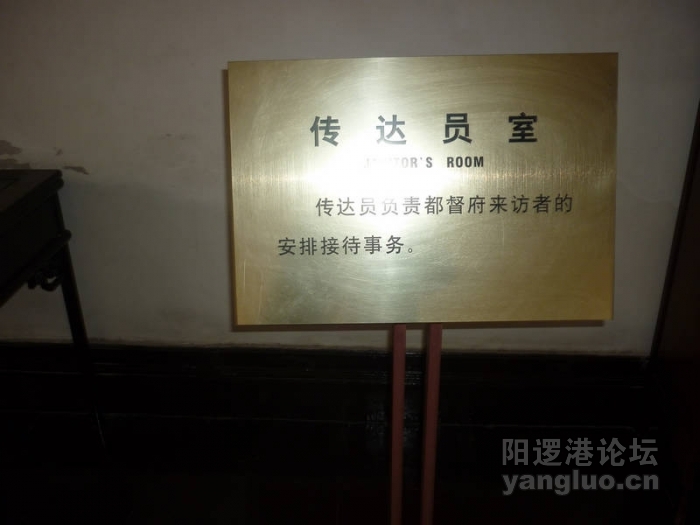 传达员室
ROOM
传达员负责都督府来访者的
安排接待事务。
阳逻港论坛
yangluo.cn